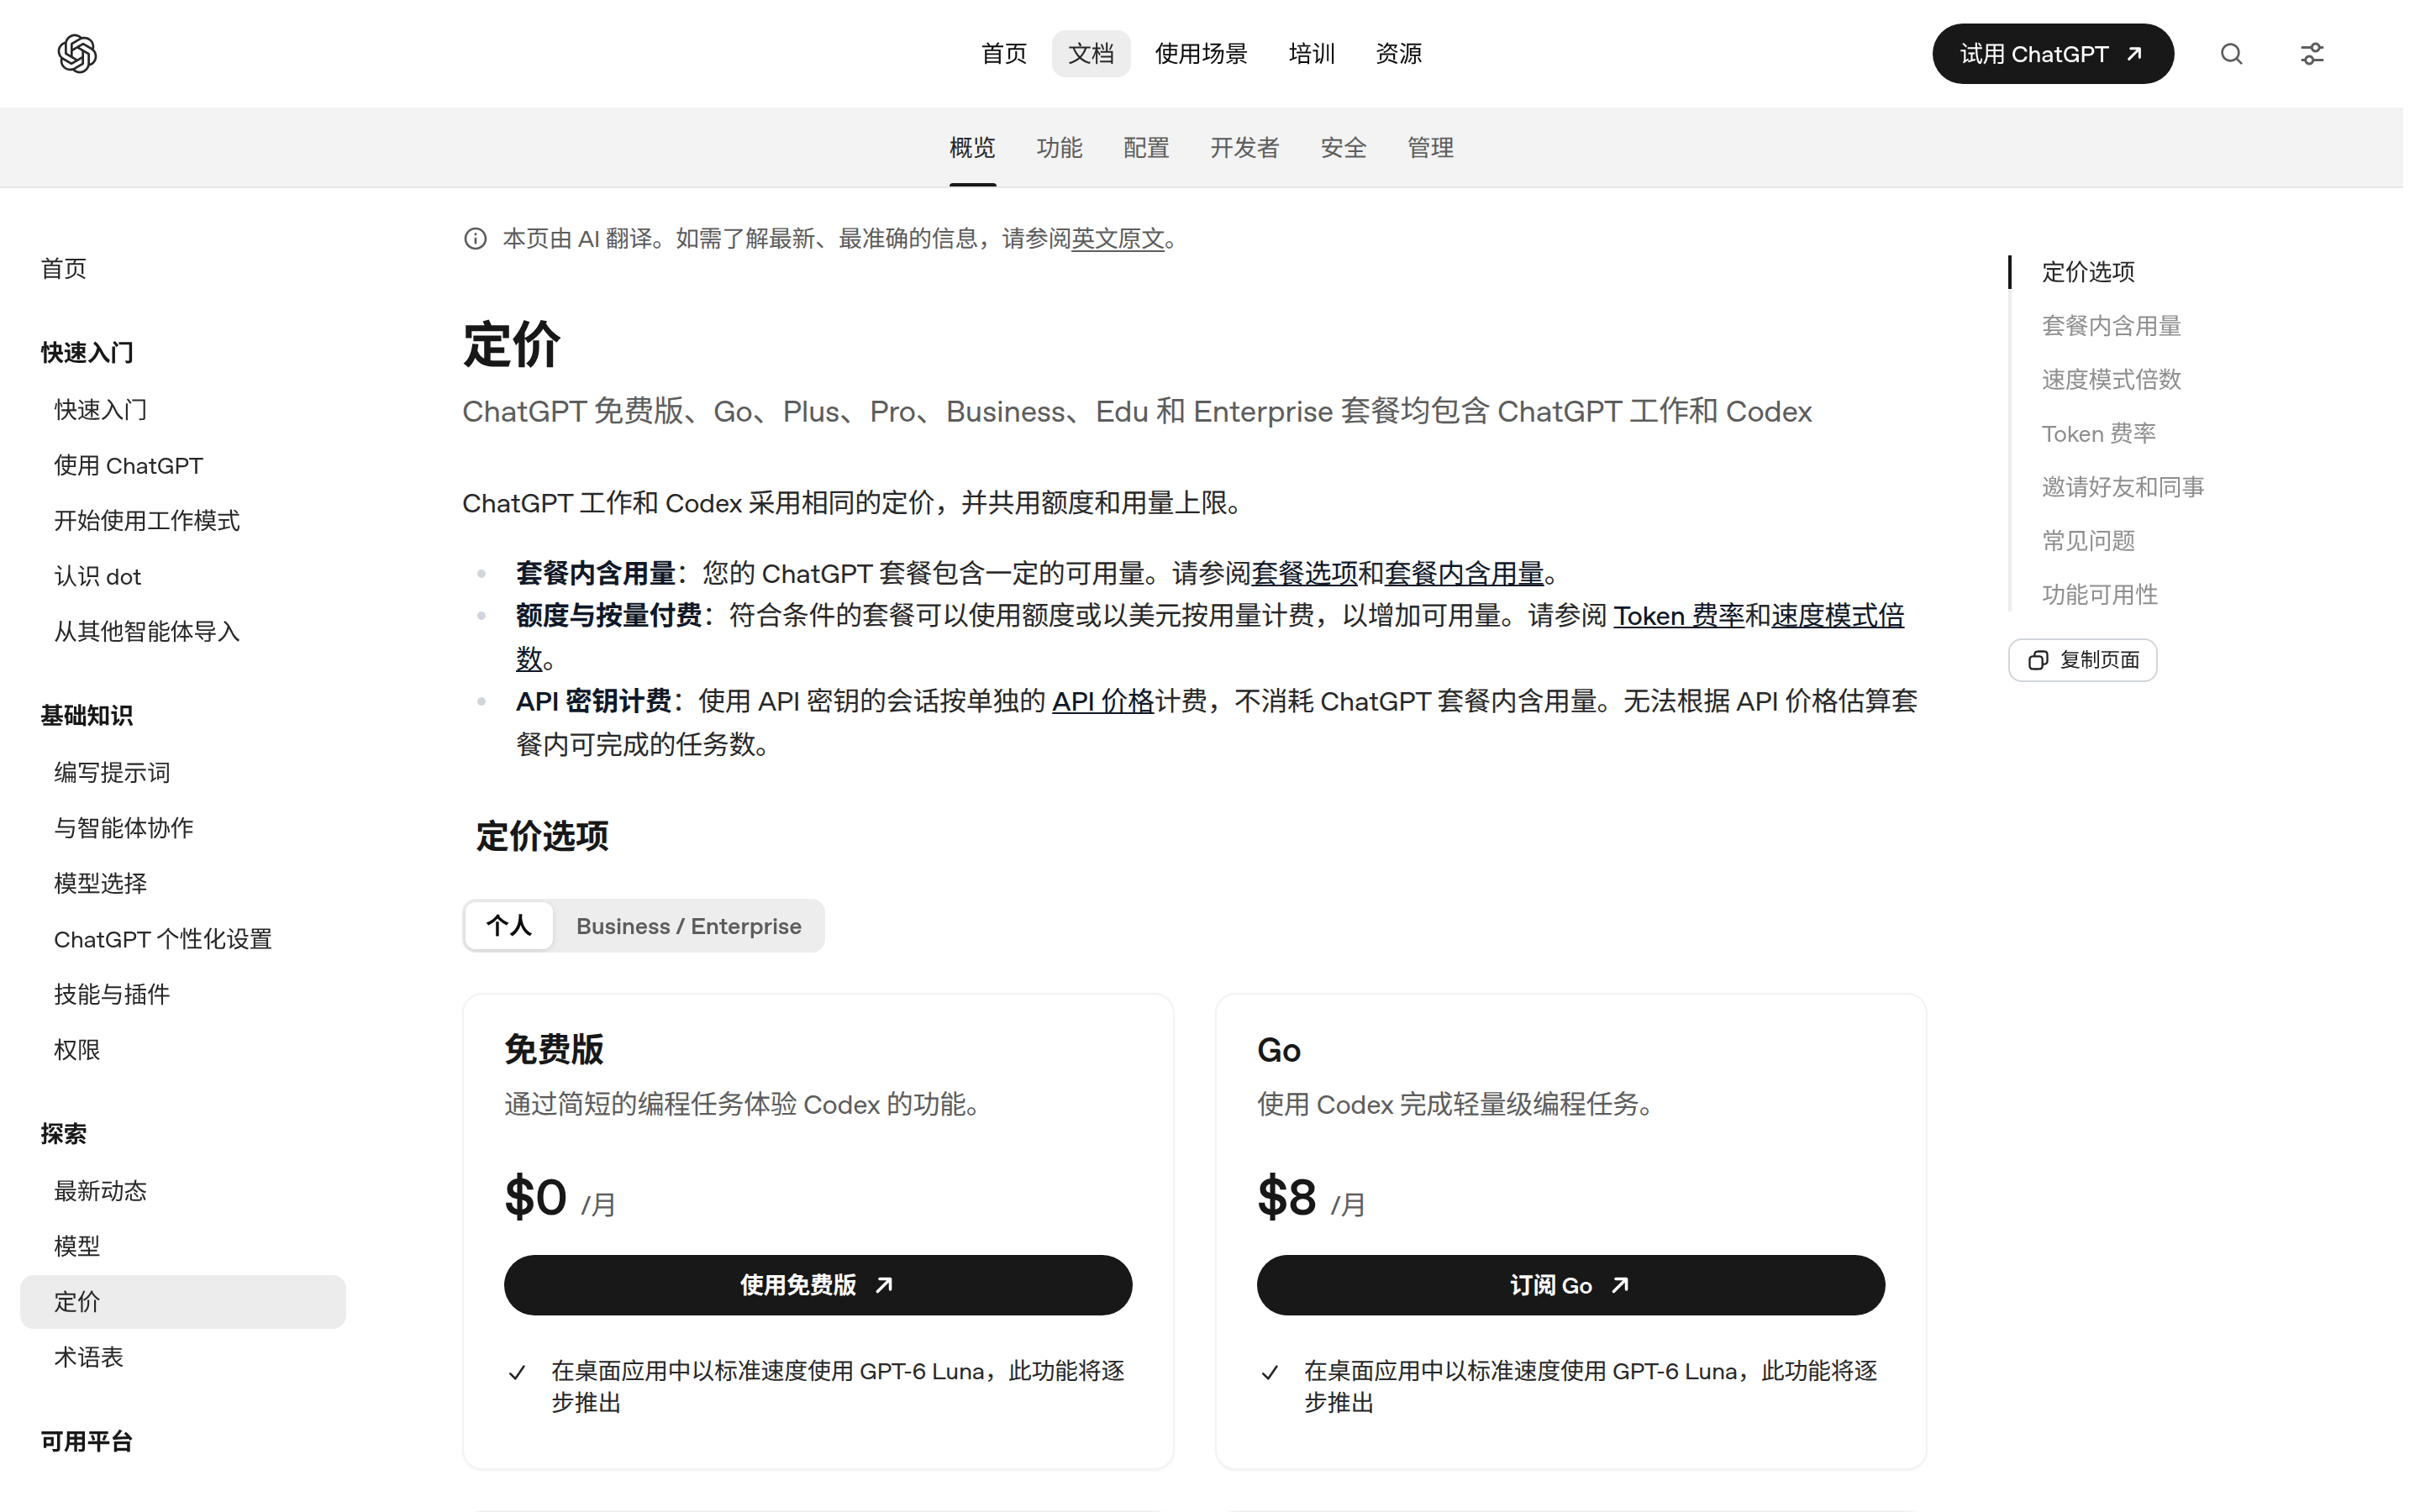 首页
文档
使用场景
培训
资源
试用 ChatGPT
概览
功能
配置
开发者
安全
管理
首页
快速入门
快速入门
使用 ChatGPT
开始使用工作模式
认识 dot
从其他智能体导入
基础知识
编写提示词
与智能体协作
模型选择
ChatGPT 个性化设置
技能与插件
权限
探索
最新动态
模型
定价
术语表
可用平台
本页由 AI 翻译。如需了解最新、最准确的信息，请参阅英文原文。
定价
ChatGPT 免费版、Go、Plus、Pro、Business、Edu 和 Enterprise 套餐均包含 ChatGPT 工作和 Codex
ChatGPT 工作和 Codex 采用相同的定价，并共用额度和用量上限。
套餐内含用量：您的 ChatGPT 套餐包含一定的可用量。请参阅套餐选项和套餐内含用量。
额度与按量付费：符合条件的套餐可以使用额度或以美元按用量计费，以增加可用量。请参阅 Token 费率和速度模式倍
数。
API 密钥计费：使用 API 密钥的会话按单独的 API 价格计费，不消耗 ChatGPT 套餐内含用量。无法根据 API 价格估算套
餐内可完成的任务数。
定价选项
个人
Business / Enterprise
免费版
通过简短的编程任务体验 Codex 的功能。
$0 /月
使用免费版
在桌面应用中以标准速度使用 GPT-6 Luna，此功能将逐
步推出
Go
使用 Codex 完成轻量级编程任务。
$8 /月
订阅 Go
在桌面应用中以标准速度使用 GPT-6 Luna，此功能将逐
步推出
定价选项
套餐内含用量
速度模式倍数
Token 费率
邀请好友和同事
常见问题
功能可用性
复制页面